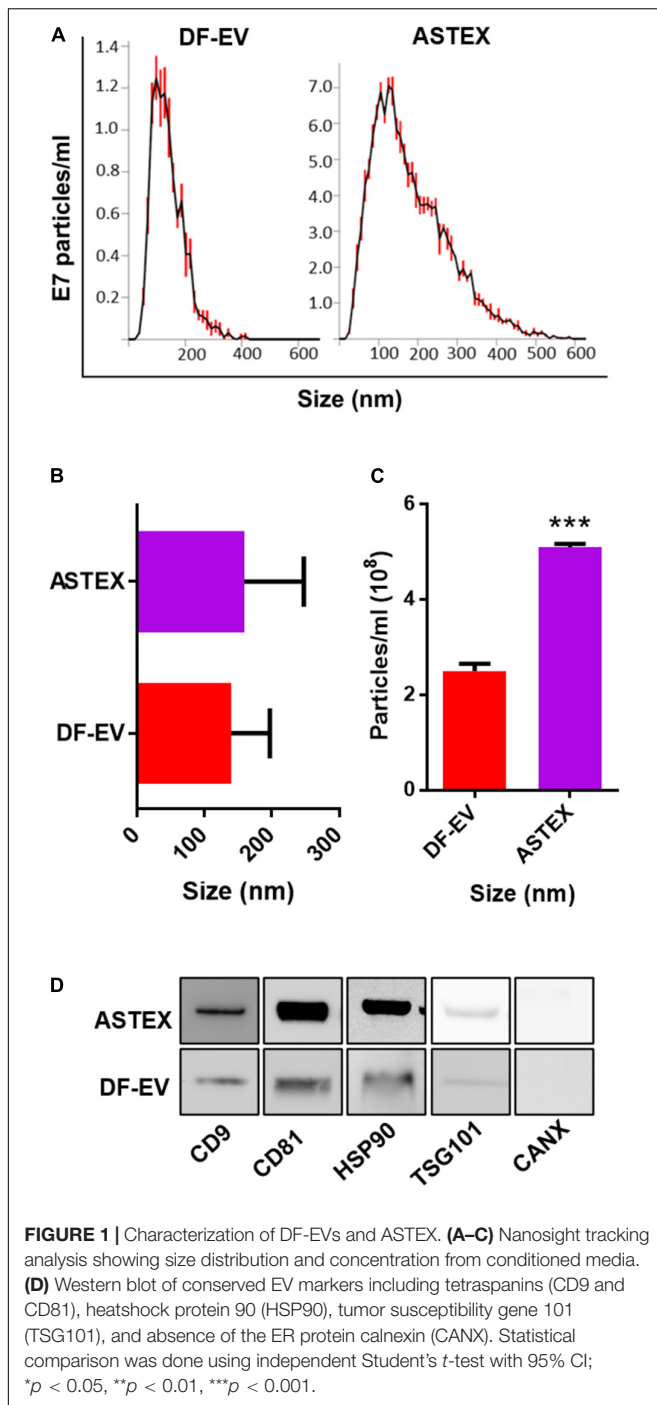 A
DF-EV
ASTEX
E7 particles/ml
1.4
1.2
1.0
0.8
0.6
0.4
0.2
200 400 600
7.0
6.0
5.0
4.0
3.0
2.0
1.0
100 200 300 400 500 600
Size (nm)
B
ASTEX
DF-EV
0 100 200 300
Size (nm)
C
Particles/ml (10⁸)
6
4
2
0
***
DF-EV
ASTEX
Size (nm)
D
ASTEX
DF-EV
CD9
CD81
HSP90
TSG101
CANX
FIGURE 1 | Characterization of DF-EVs and ASTEX. (A–C) Nanosight tracking
analysis showing size distribution and concentration from conditioned media.
(D) Western blot of conserved EV markers including tetraspanins (CD9 and
CD81), heatshock protein 90 (HSP90), tumor susceptibility gene 101
(TSG101), and absence of the ER protein calnexin (CANX). Statistical
comparison was done using independent Student's t-test with 95% CI;
*p < 0.05, **p < 0.01, ***p < 0.001.